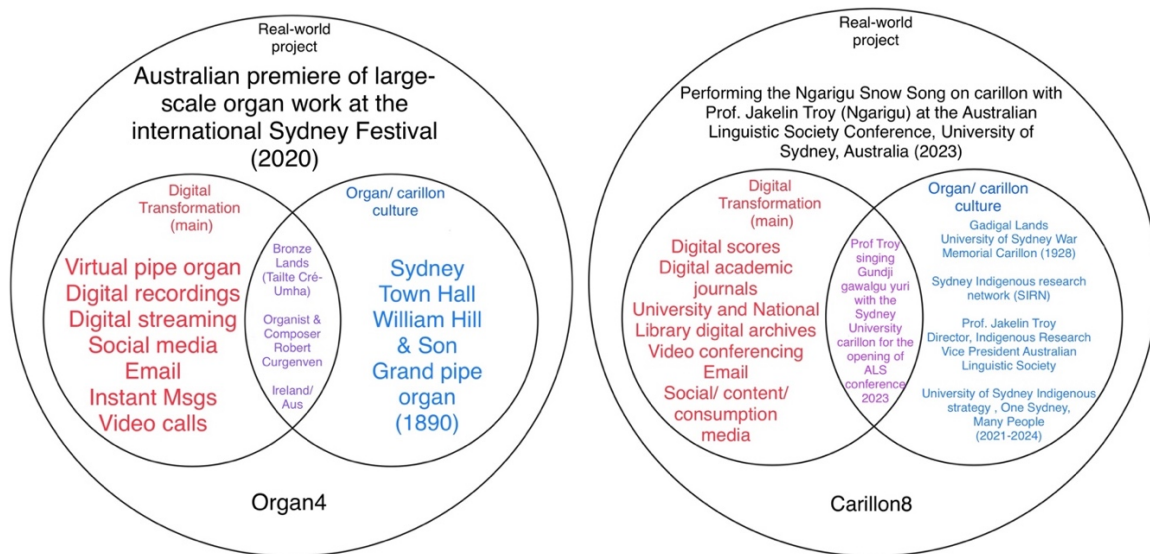 Real-world
project
Australian premiere of large-
scale organ work at the
international Sydney Festival
(2020)
Digital
Transformation
(main)
Virtual pipe organ
Digital recordings
Digital streaming
Social media
Email
Instant Msgs
Video calls
Bronze
Lands
(Tailte Cré-
Umha)
Organist &
Composer
Robert
Curgenven
Ireland/
Aus
Organ/ carillon
culture
Sydney
Town Hall
William Hill
& Son
Grand pipe
organ
(1890)
Organ4
Real-world
project
Performing the Ngarigu Snow Song on carillon with
Prof. Jakelin Troy (Ngarigu) at the Australian
Linguistic Society Conference, University of
Sydney, Australia (2023)
Digital
Transformation
(main)
Digital scores
Digital academic
journals
University and National
Library digital archives
Video conferencing
Email
Social/ content/
consumption
media
Prof Troy
singing
Gundji
gawalgu yuri
with the
Sydney
University
carillon for the
opening of
ALS
conference
2023
Organ/ carillon
culture
Gadigal Lands
University of Sydney War
Memorial Carillon (1928)
Sydney Indigenous research
network (SIRN)
Prof. Jakelin Troy
Director, Indigenous Research
Vice President Australian
Linguistic Society
University of Sydney Indigenous
strategy , One Sydney,
Many People
(2021-2024)
Carillon8